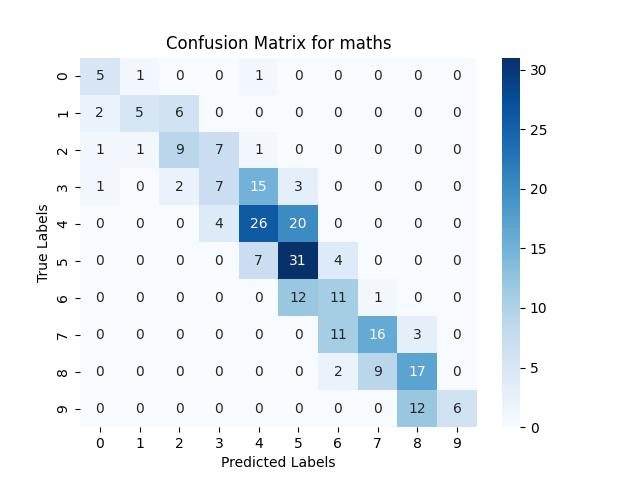 Confusion Matrix for maths
True Labels
0 5 1 0 0 1 0 0 0 0 0
1 2 5 6 0 0 0 0 0 0 0
2 1 1 9 7 1 0 0 0 0 0
3 1 0 2 7 15 3 0 0 0 0
4 0 0 0 4 26 20 0 0 0 0
5 0 0 0 0 7 31 4 0 0 0
6 0 0 0 0 0 12 11 1 0 0
7 0 0 0 0 0 0 11 16 3 0
8 0 0 0 0 0 0 2 9 17 0
9 0 0 0 0 0 0 0 0 12 6
0 1 2 3 4 5 6 7 8 9
Predicted Labels
30
25
20
15
10
5
0